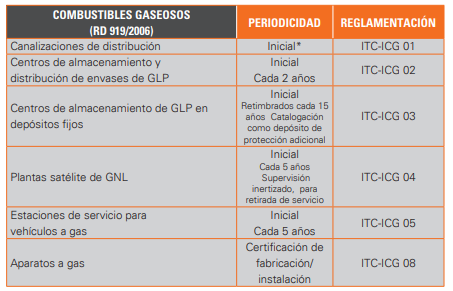 COMBUSTIBLES GASEOSOS
(RD 919/2006)
PERIODICIDAD
REGLAMENTACIÓN
Canalizaciones de distribución
Inicial*
ITC-ICG 01
Centros de almacenamiento y
distribución de envases de GLP
Inicial
Cada 2 años
ITC-ICG 02
Centros de almacenamiento de GLP en
depósitos fijos
Inicial
Retimbrados cada 15
años Catalogación
como depósito de
protección adicional
ITC-ICG 03
Plantas satélite de GNL
Inicial
Cada 5 años
Supervisión
inertizado, para
retirada de servicio
ITC-ICG 04
Estaciones de servicio para
vehículos a gas
Inicial
Cada 5 años
ITC-ICG 05
Aparatos a gas
Certificación de
fabricación/
instalación
ITC-ICG 08